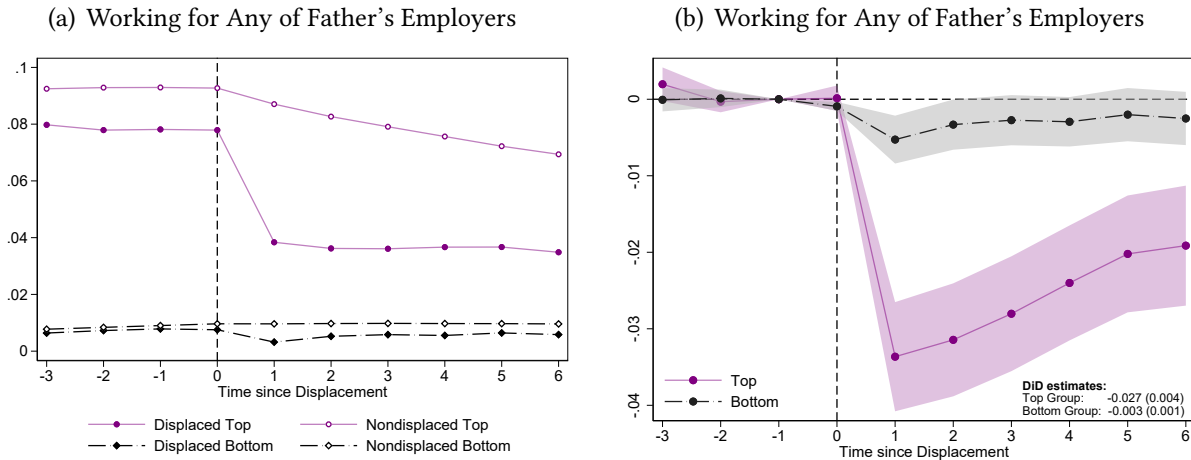 (a) Working for Any of Father’s Employers
.1
.08
.06
.04
.02
0
-3 -2 -1 0 1 2 3 4 5 6
Time since Displacement
Displaced Top Nondisplaced Top
Displaced Bottom Nondisplaced Bottom
(b) Working for Any of Father’s Employers
0
-.01
-.02
-.03
-.04
Top
Bottom
DiD estimates:
Top Group: -0.027 (0.004)
Bottom Group: -0.003 (0.001)
-3 -2 -1 0 1 2 3 4 5 6
Time since Displacement